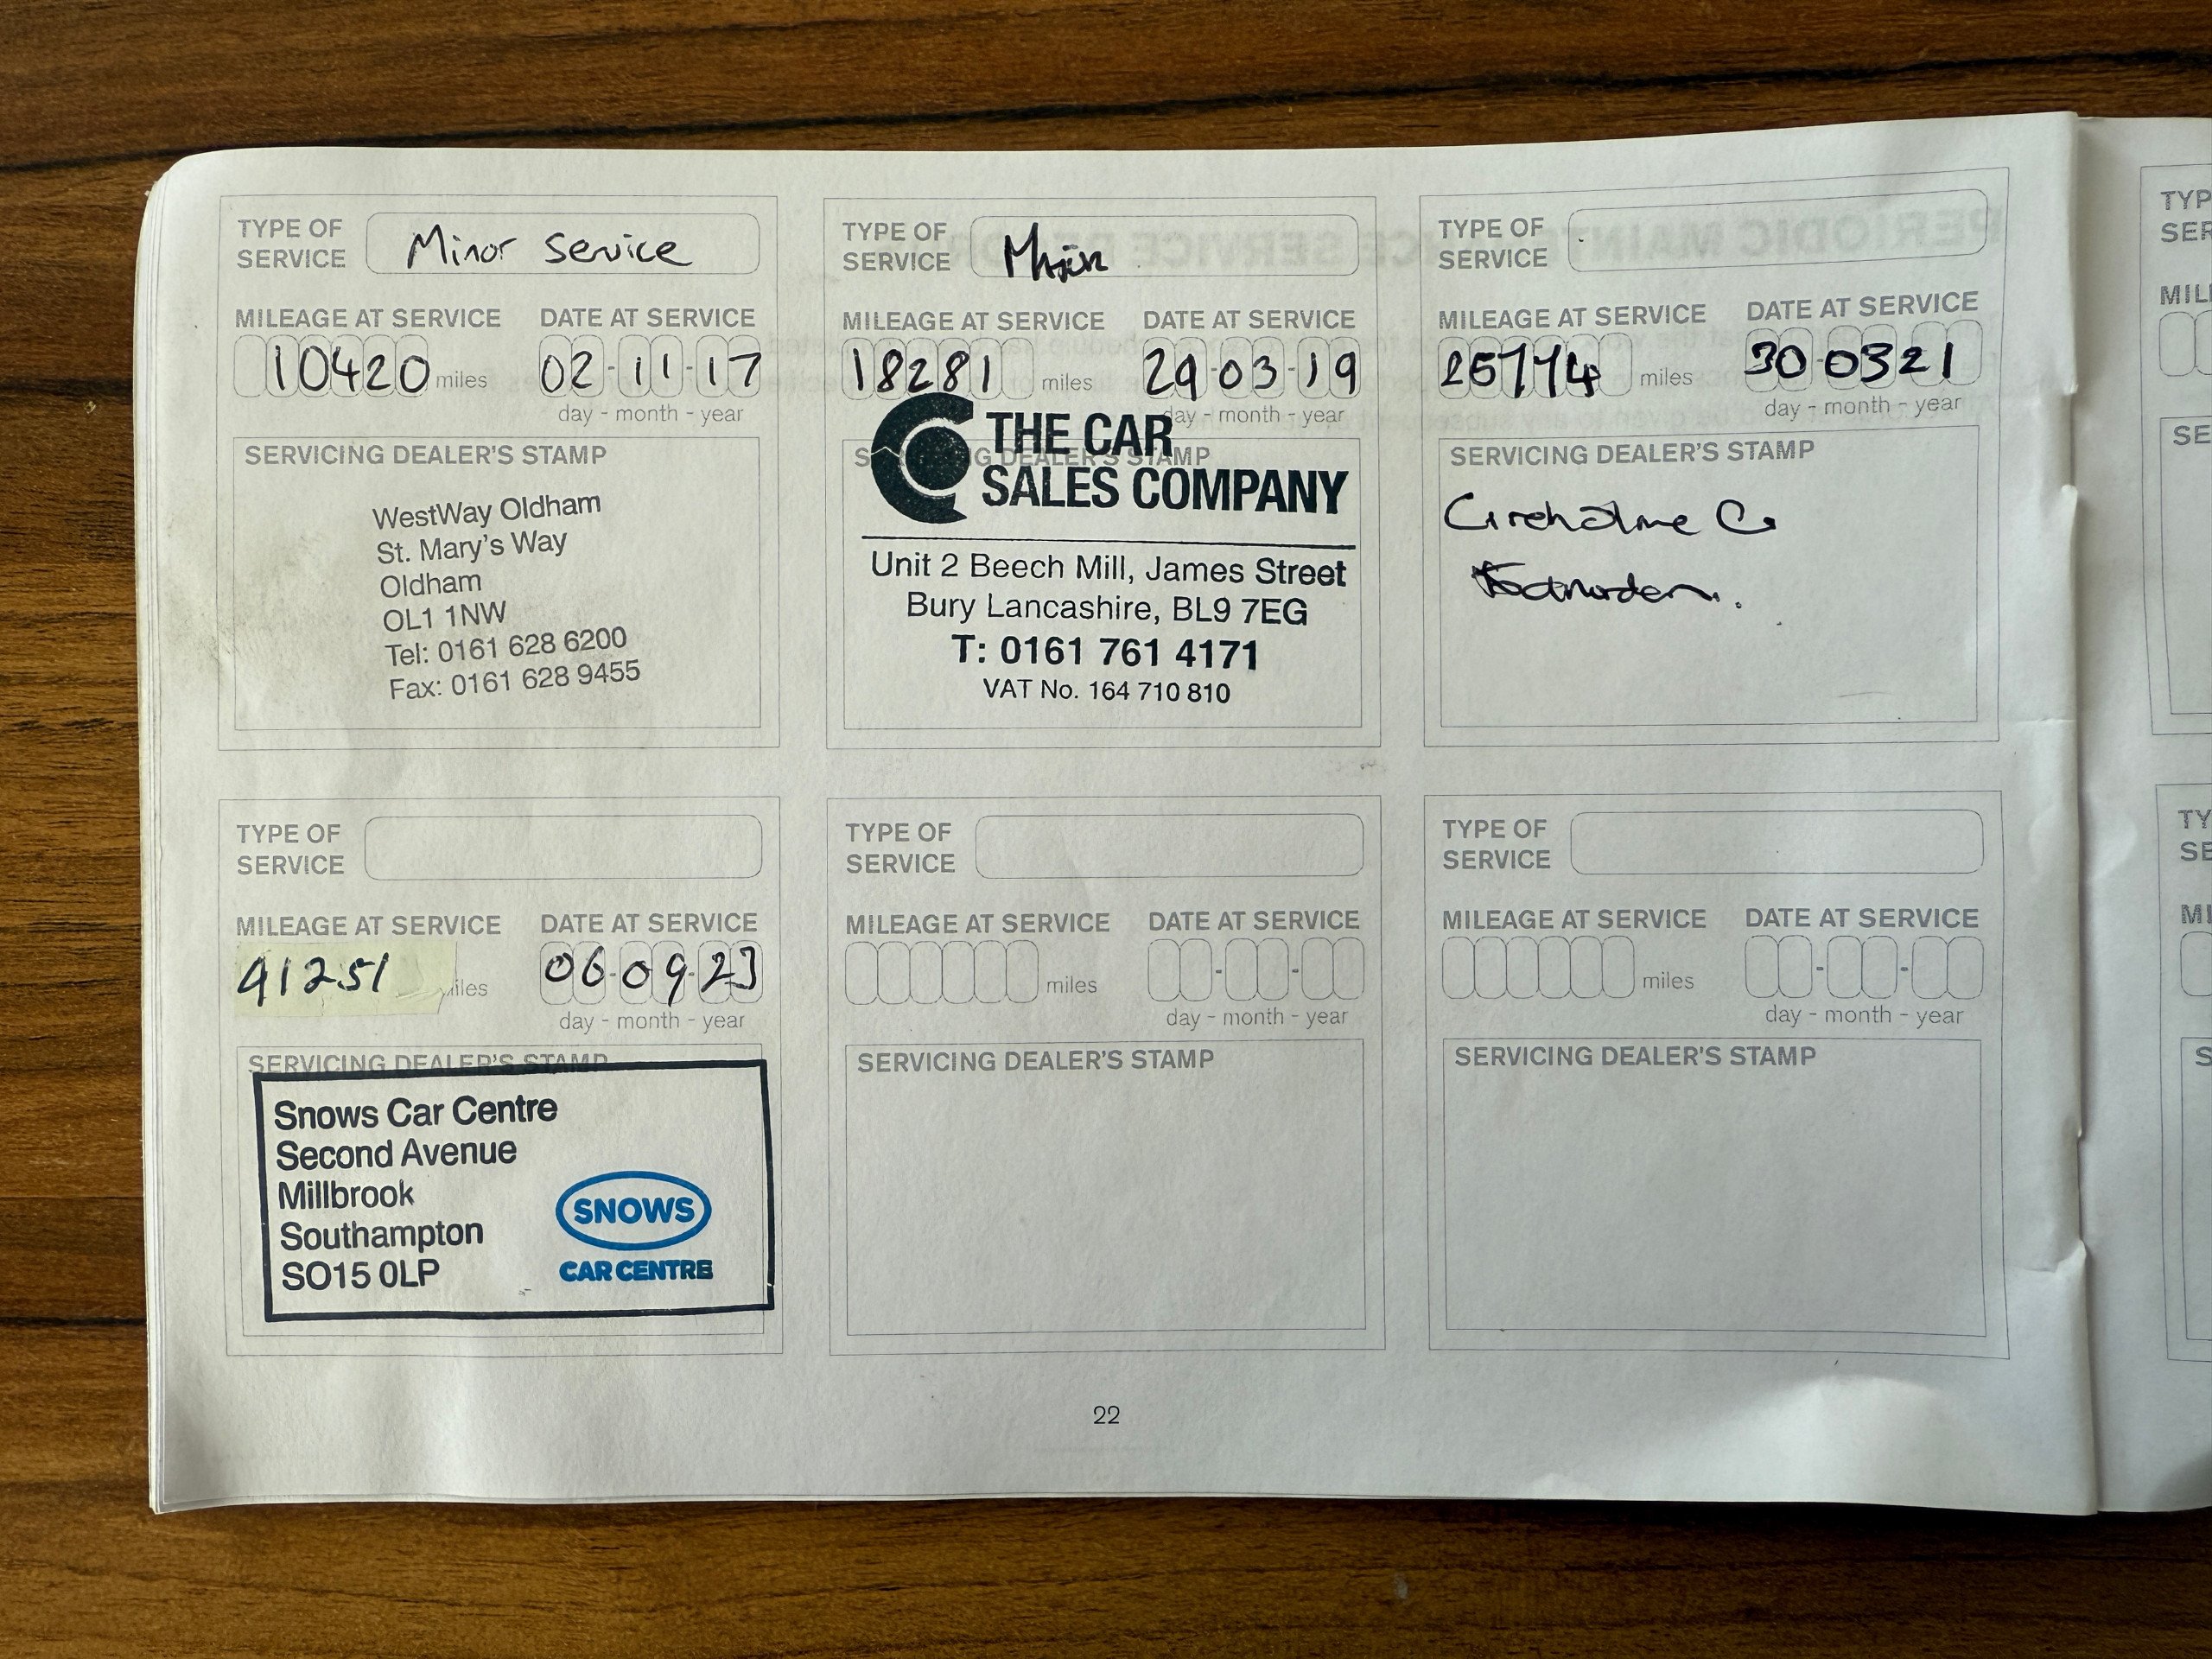 TYPE OF
SERVICE
Minor Service
MILEAGE AT SERVICE
DATE AT SERVICE
10420 miles
02-11-17
day - month - year
SERVICING DEALER'S STAMP
WestWay Oldham
St. Mary's Way
Oldham
OL1 1NW
Tel: 0161 628 6200
Fax: 0161 628 9455
TYPE OF
SERVICE
MILEAGE AT SERVICE
DATE AT SERVICE
18281 miles
29-03-19
day - month - year
SERVICING DEALER'S STAMP
THE CAR
SALES COMPANY
Unit 2 Beech Mill, James Street
Bury Lancashire, BL9 7EG
T: 0161 761 4171
VAT No. 164 710 810
TYPE OF
SERVICE
MILEAGE AT SERVICE
DATE AT SERVICE
miles
30-03-21
day - month - year
SERVICING DEALER'S STAMP
TYPE OF
SERVICE
MILEAGE AT SERVICE
DATE AT SERVICE
41251 miles
06-09-23
day - month - year
SERVICING DEALER'S STAMP
Snows Car Centre
Second Avenue
Millbrook
Southampton
SO15 0LP
SNOWS
CAR CENTRE
TYPE OF
SERVICE
MILEAGE AT SERVICE
DATE AT SERVICE
miles
day - month - year
SERVICING DEALER'S STAMP
TYPE OF
SERVICE
MILEAGE AT SERVICE
DATE AT SERVICE
miles
day - month - year
SERVICING DEALER'S STAMP
22